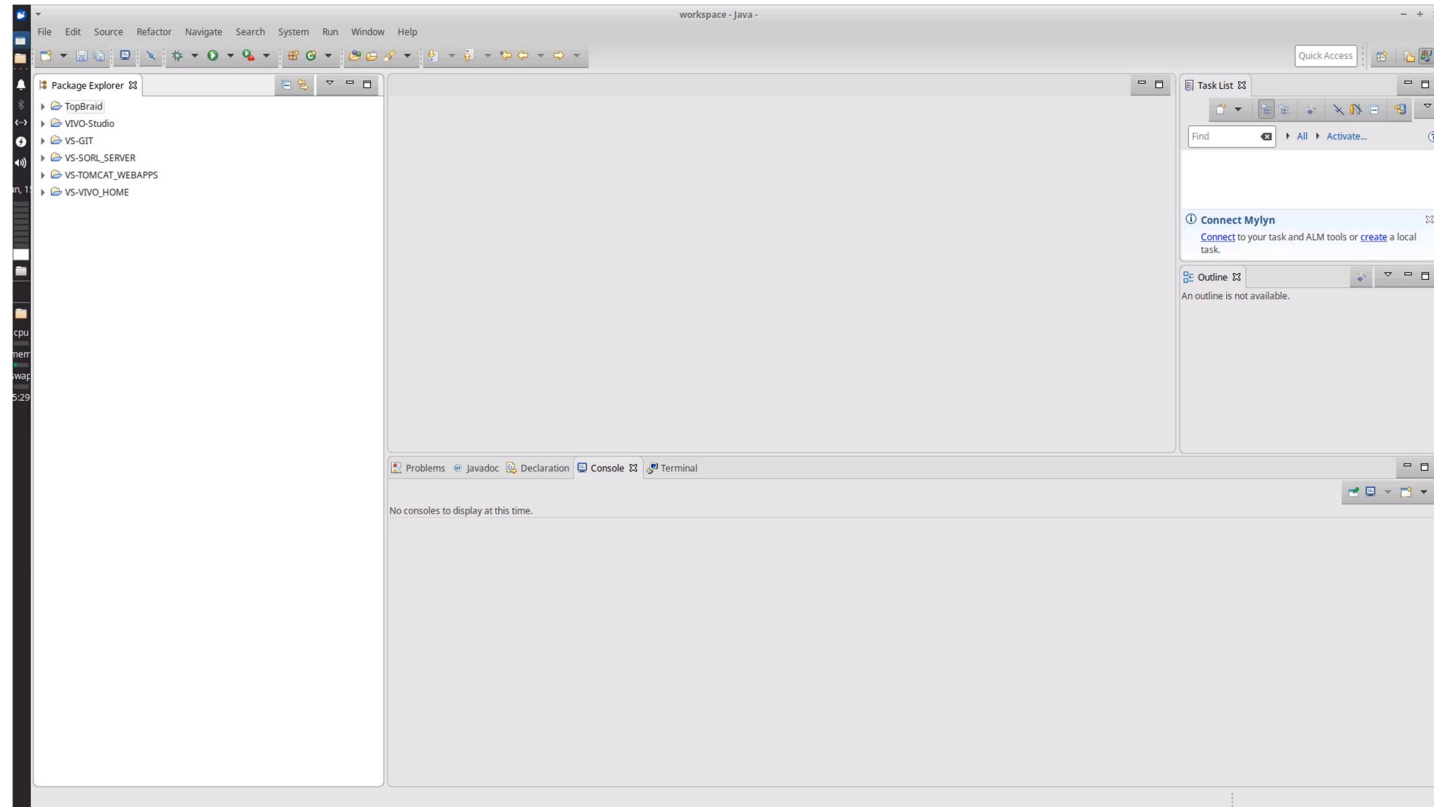 workspace - Java -
File Edit Source Refactor Navigate Search System Run Window Help
Quick Access
Package Explorer
TopBraid
VIVO-Studio
VS-GIT
VS-SORL_SERVER
VS-TOMCAT_WEBAPPS
VS-VIVO_HOME
Task List
Find All Activate...
Connect Mylyn
Connect to your task and ALM tools or create a local
task.
Outline
An outline is not available.
Problems Javadoc Declaration Console Terminal
No consoles to display at this time.
cpu
mem
swap
5:29